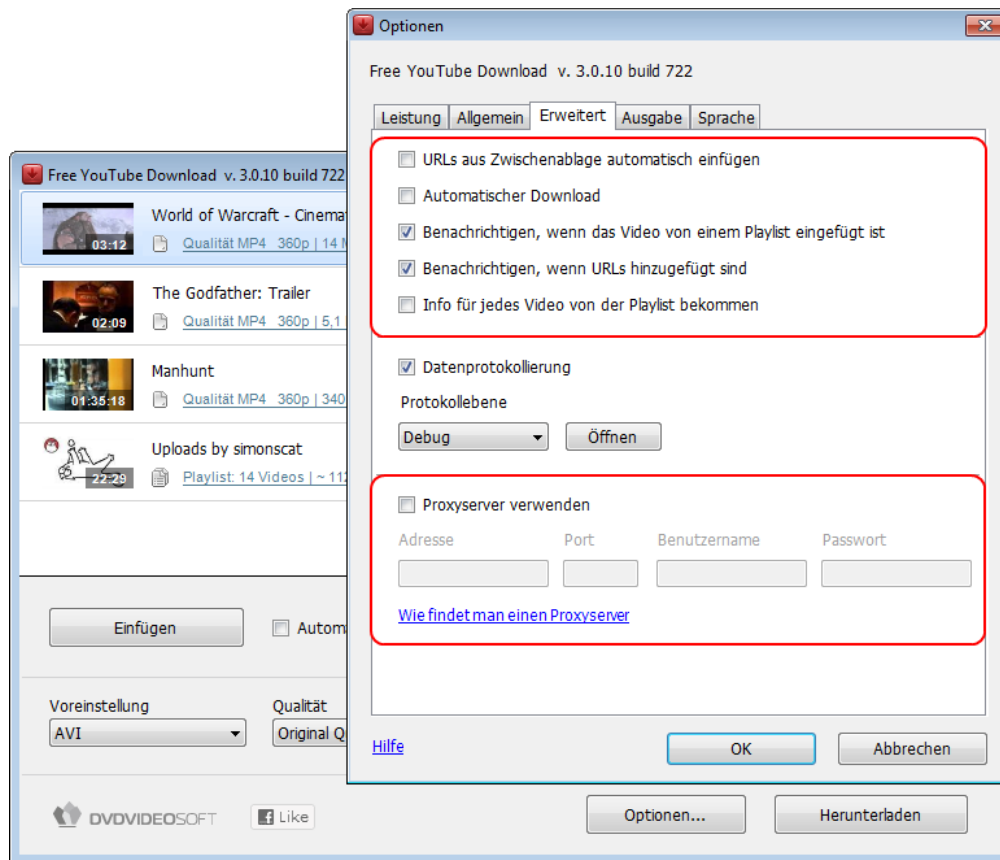 Optionen
Free YouTube Download v. 3.0.10 build 722
Leistung Allgemein Erweitert Ausgabe Sprache
URLs aus Zwischenablage automatisch einfügen
Automatischer Download
Benachrichtigen, wenn das Video von einem Playlist eingefügt ist
Benachrichtigen, wenn URLs hinzugefügt sind
Info für jedes Video von der Playlist bekommen
Datenprotokollierung
Protokollebene
Debug Öffnen
Proxyserver verwenden
Adresse Port Benutzername Passwort
Wie findet man einen Proxyserver
Hilfe OK Abbrechen
Free YouTube Download v. 3.0.10 build 722
World of Warcraft - Cinema
03:12 Qualität MP4 360p | 14
The Godfather: Trailer
02:09 Qualität MP4 360p | 5,1
Manhunt
01:35:18 Qualität MP4 360p | 340
Uploads by simonscat
22:29 Playlist: 14 Videos | ~ 112
Einfügen Autom
Voreinstellung Qualität
AVI Original Q
DVDVIDEOSOFT Like Optionen... Herunterladen